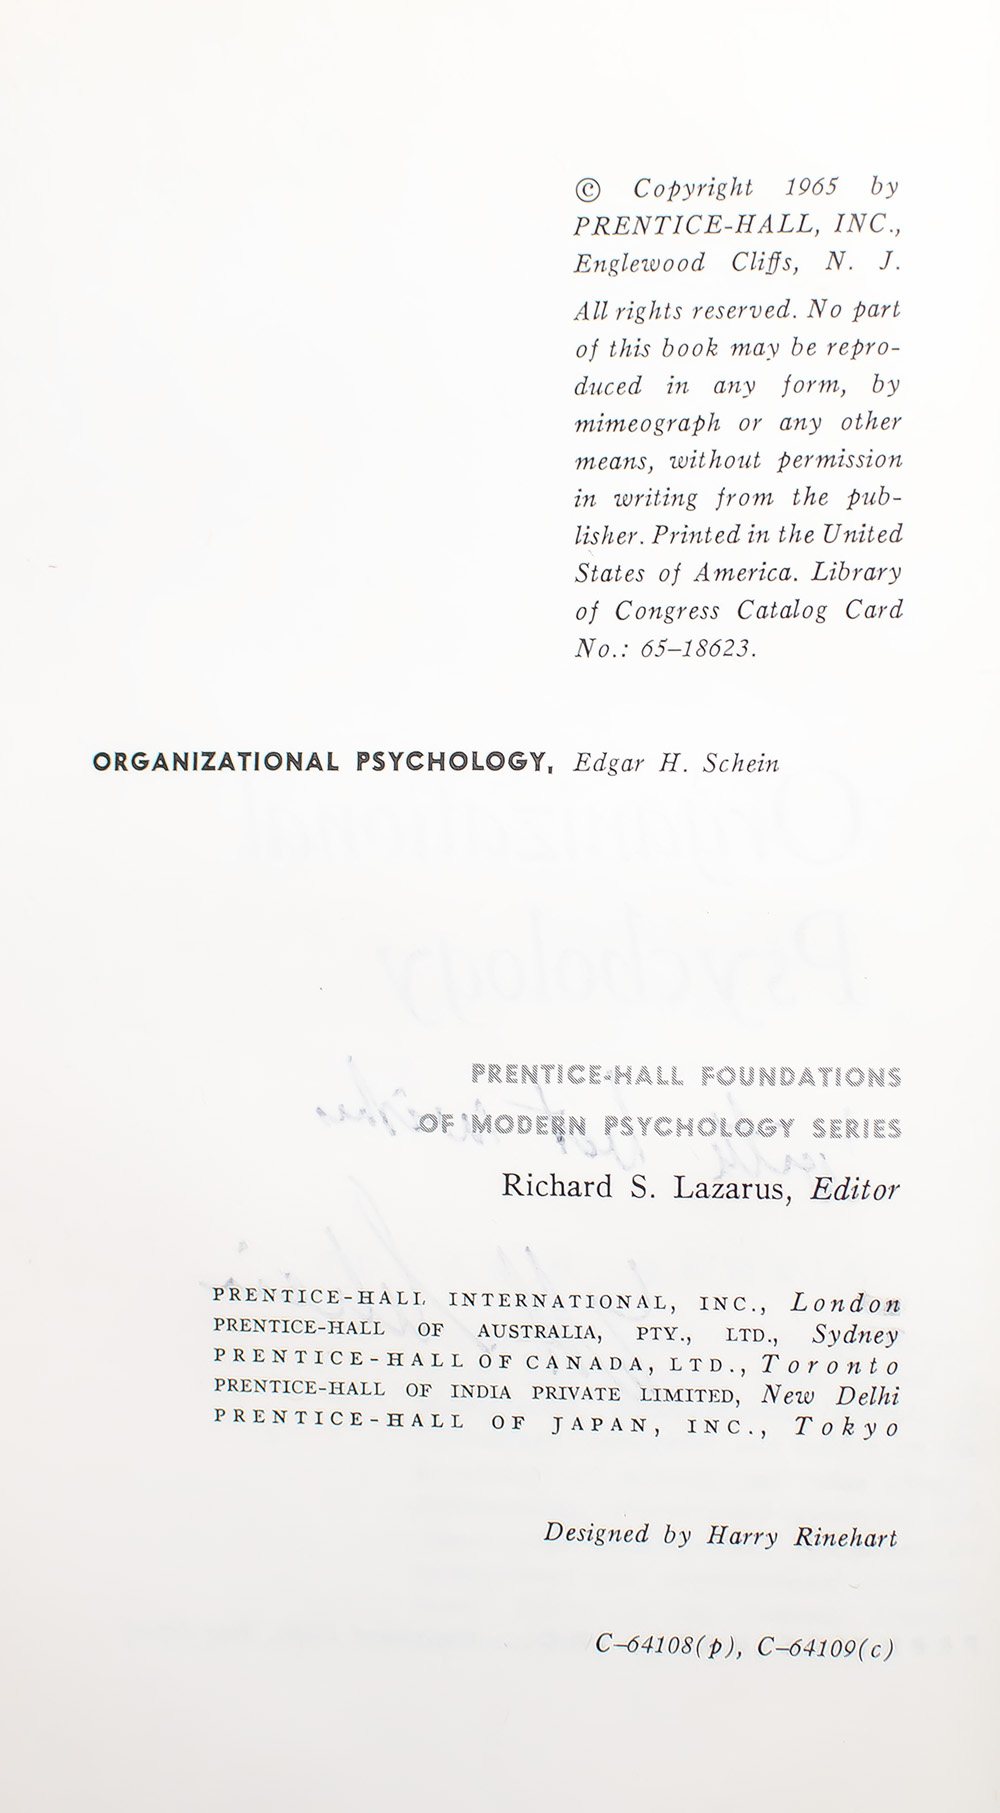 © Copyright 1965 by
PRENTICE-HALL, INC.,
Englewood Cliffs, N. J.
All rights reserved. No part
of this book may be repro-
duced in any form, by
mimeograph or any other
means, without permission
in writing from the pub-
lisher. Printed in the United
States of America. Library
of Congress Catalog Card
No.: 65–18623.
ORGANIZATIONAL PSYCHOLOGY, Edgar H. Schein
PRENTICE-HALL FOUNDATIONS
OF MODERN PSYCHOLOGY SERIES
Richard S. Lazarus, Editor
PRENTICE-HALL INTERNATIONAL, INC., London
PRENTICE-HALL OF AUSTRALIA, PTY., LTD., Sydney
PRENTICE-HALL OF CANADA, LTD., Toronto
PRENTICE-HALL OF INDIA PRIVATE LIMITED, New Delhi
PRENTICE-HALL OF JAPAN, INC., Tokyo
Designed by Harry Rinehart
C–64108(p), C–64109(c)